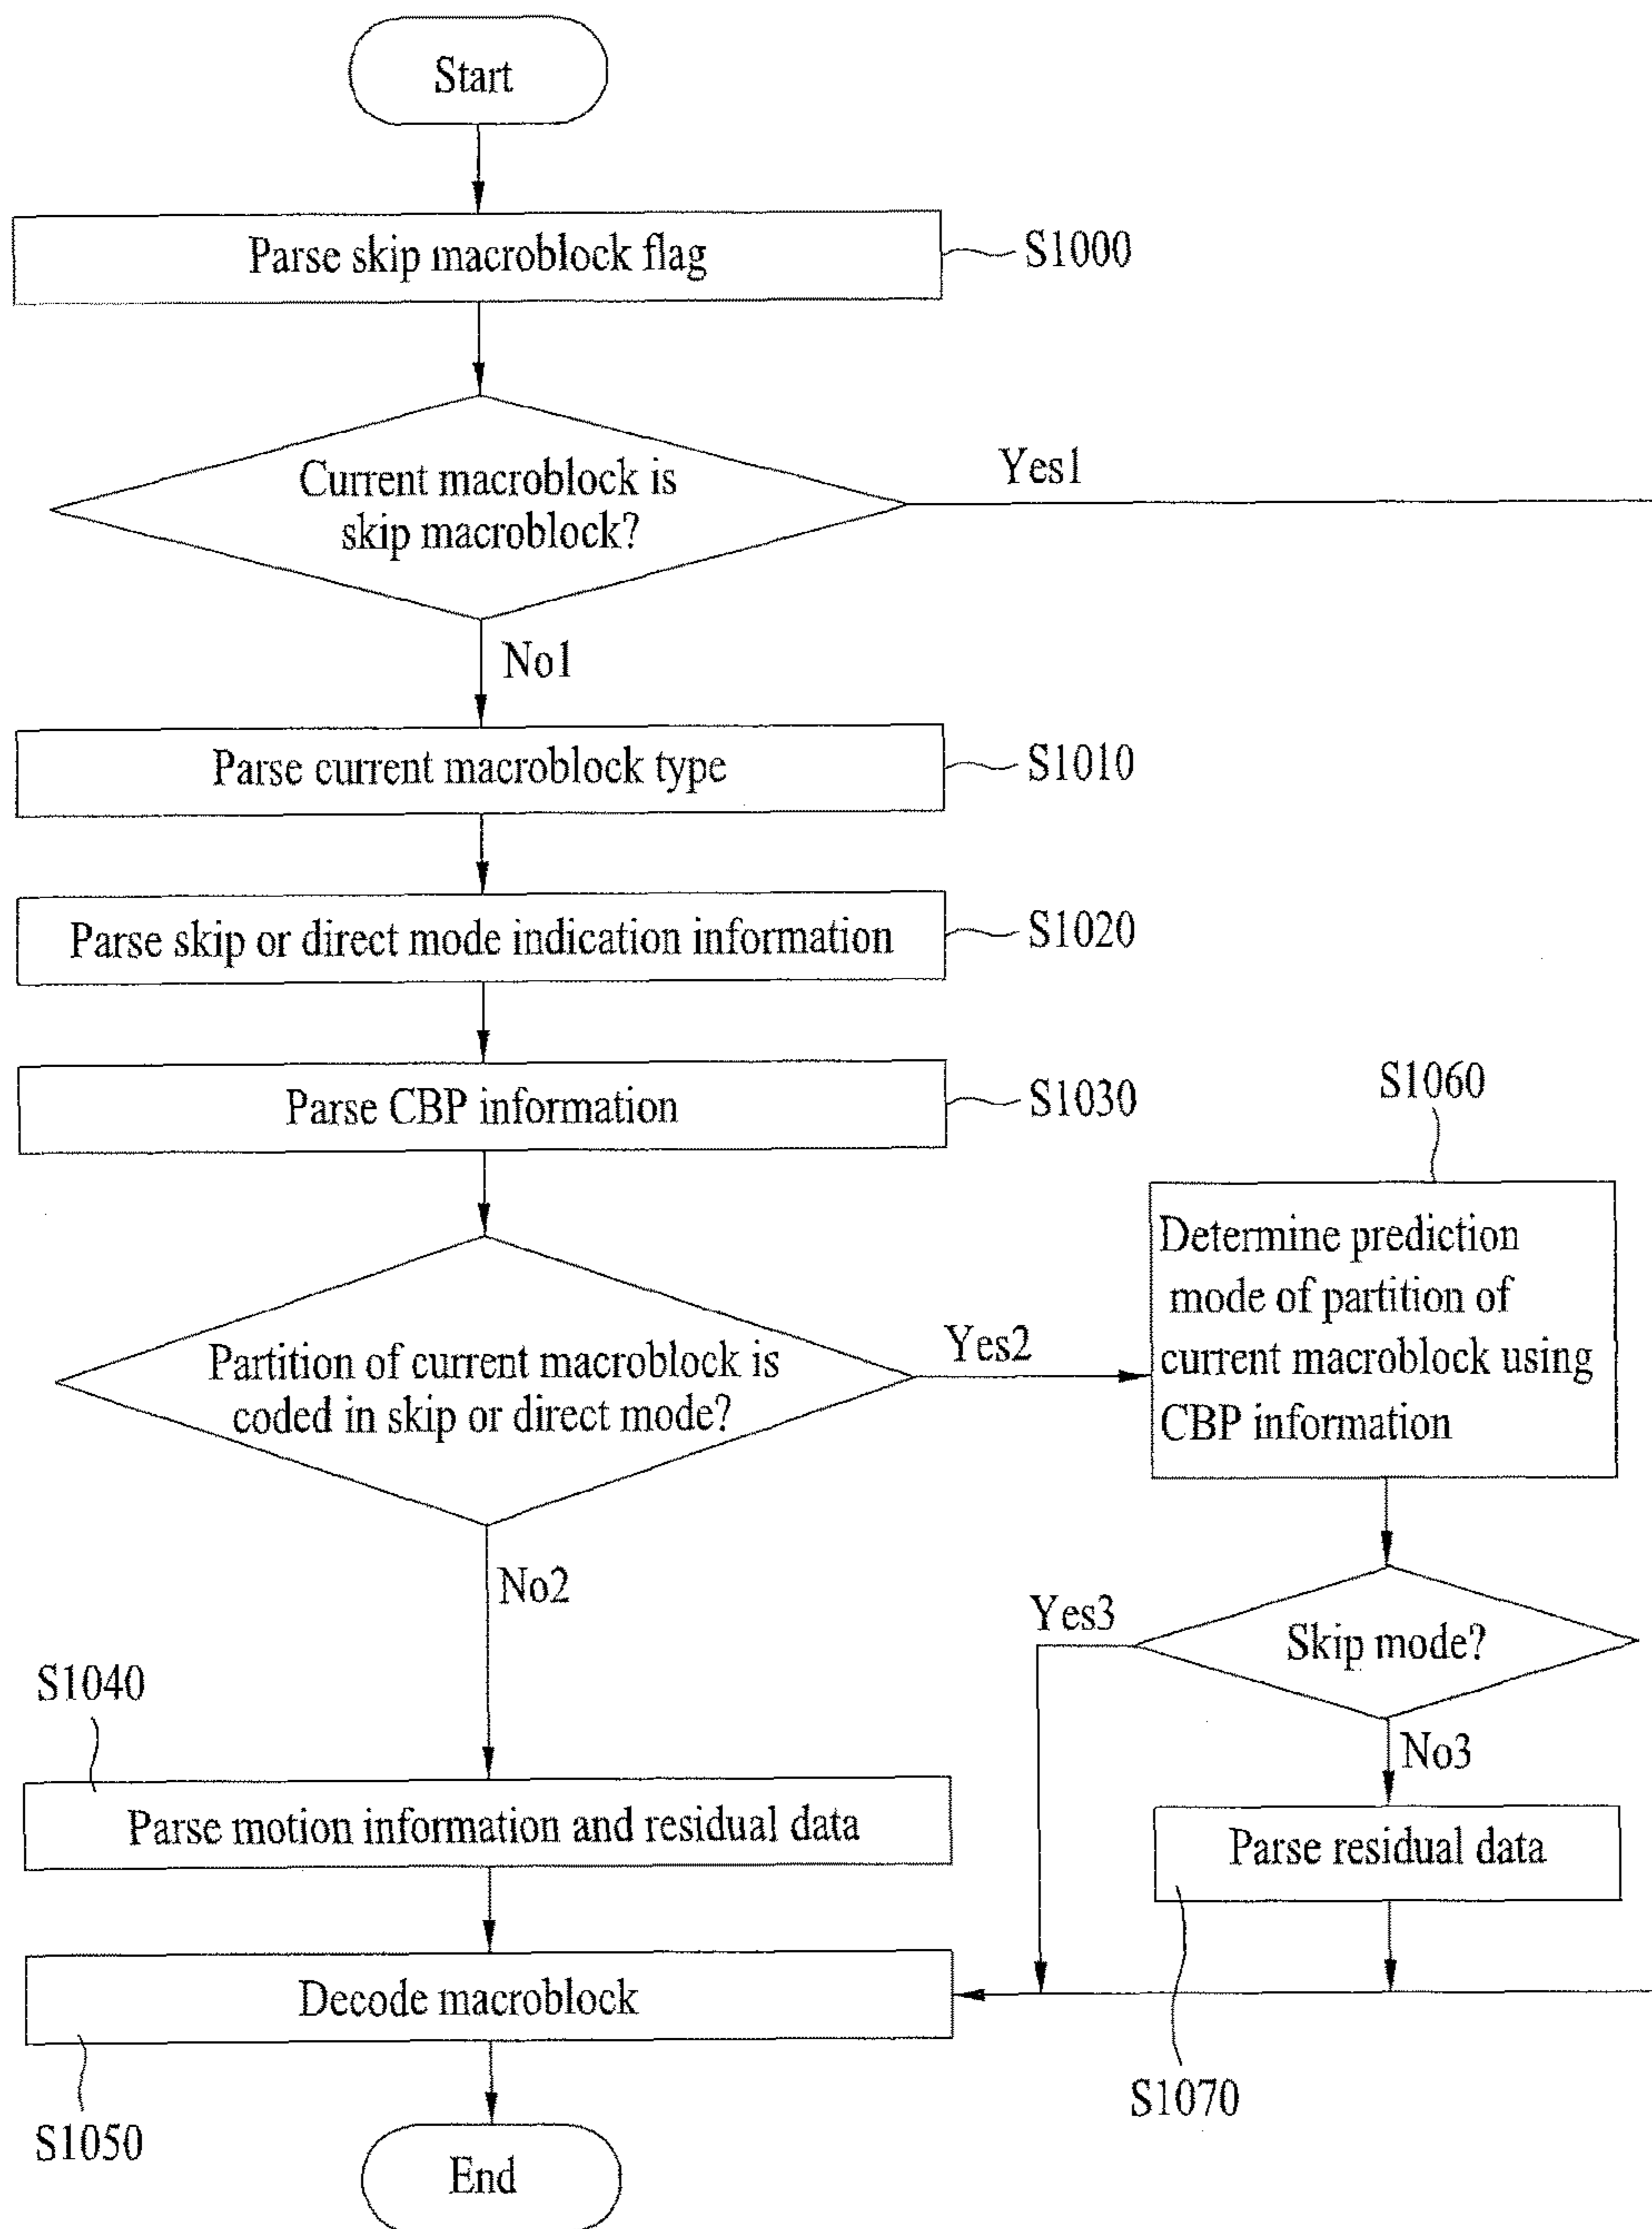 Start
Parse skip macroblock flag
S1000
Current macroblock is
skip macroblock?
Yes1
No1
Parse current macroblock type
S1010
Parse skip or direct mode indication information
S1020
Parse CBP information
S1030
S1060
Determine prediction
mode of partition of
current macroblock using
CBP information
Partition of current macroblock is
coded in skip or direct mode?
Yes2
No2
Skip mode?
Yes3
No3
S1040
Parse motion information and residual data
Parse residual data
S1070
Decode macroblock
S1050
End